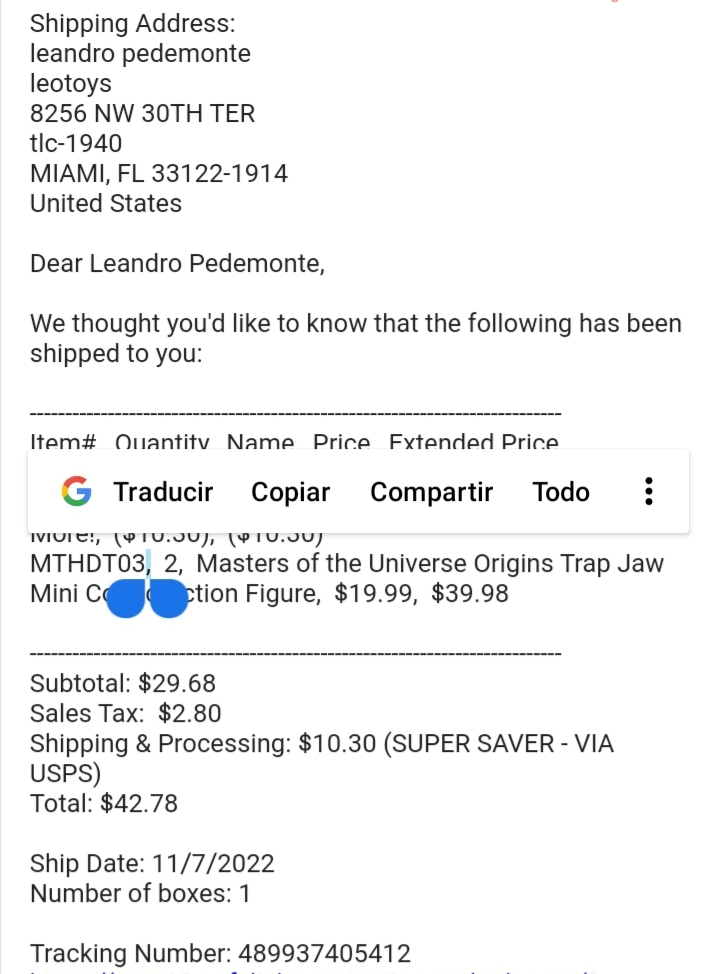 Shipping Address:
leandro pedemonte
leotoys
8256 NW 30TH TER
tlc-1940
MIAMI, FL 33122-1914
United States
Dear Leandro Pedemonte,
We thought you'd like to know that the following has been
shipped to you:
Item# Quantity Name Price Extended Price
Traducir Copiar Compartir Todo
More!, ($10.30), ($10.30)
MTHDT03, 2, Masters of the Universe Origins Trap Jaw
Mini Figure, $19.99, $39.98
Subtotal: $29.68
Sales Tax: $2.80
Shipping & Processing: $10.30 (SUPER SAVER - VIA
USPS)
Total: $42.78
Ship Date: 11/7/2022
Number of boxes: 1
Tracking Number: 489937405412